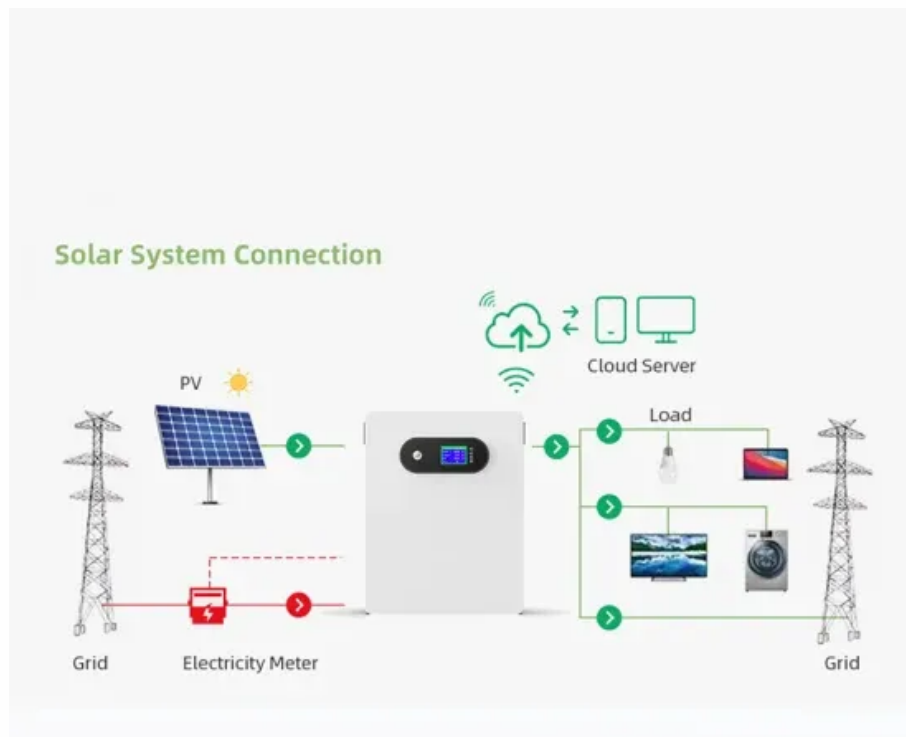 Solar System Connection
Cloud Server
PV
Load
Grid
Electricity Meter
Grid